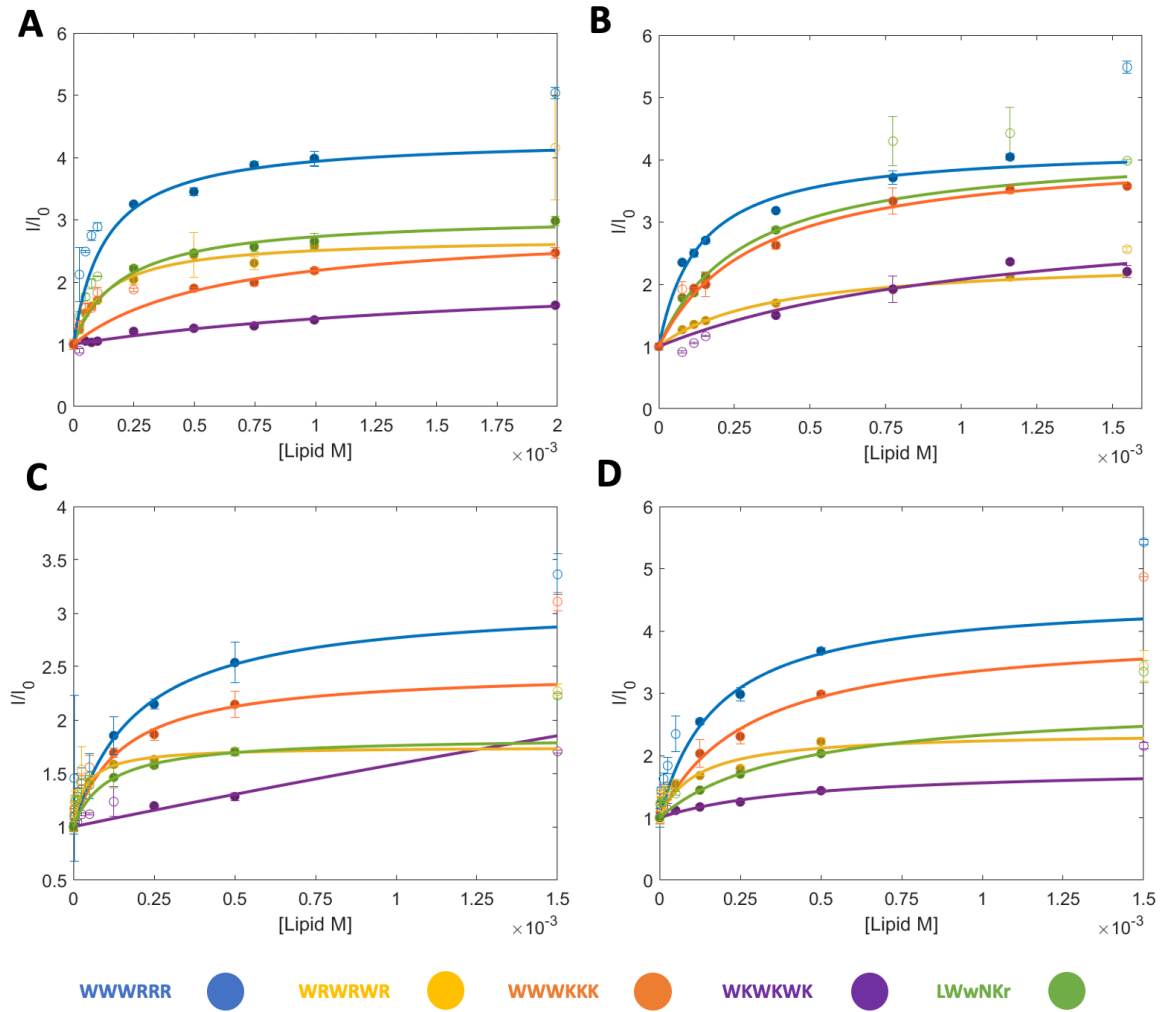 A
6
5
4
3
2
1
0
I/I0
0 0.25 0.5 0.75 1 1.25 1.5 1.75 2
[Lipid M]
×10-3
B
6
5
4
3
2
1
0
I/I0
0 0.25 0.5 0.75 1 1.25 1.5
[Lipid M]
×10-3
C
4
3.5
3
2.5
2
1.5
1
0.5
I/I0
0 0.25 0.5 0.75 1 1.25 1.5
[Lipid M]
×10-3
D
6
5
4
3
2
1
0
I/I0
0 0.25 0.5 0.75 1 1.25 1.5
[Lipid M]
×10-3
WWWRRR WRWRWR WWWKKK WKWKWK LWwNKr